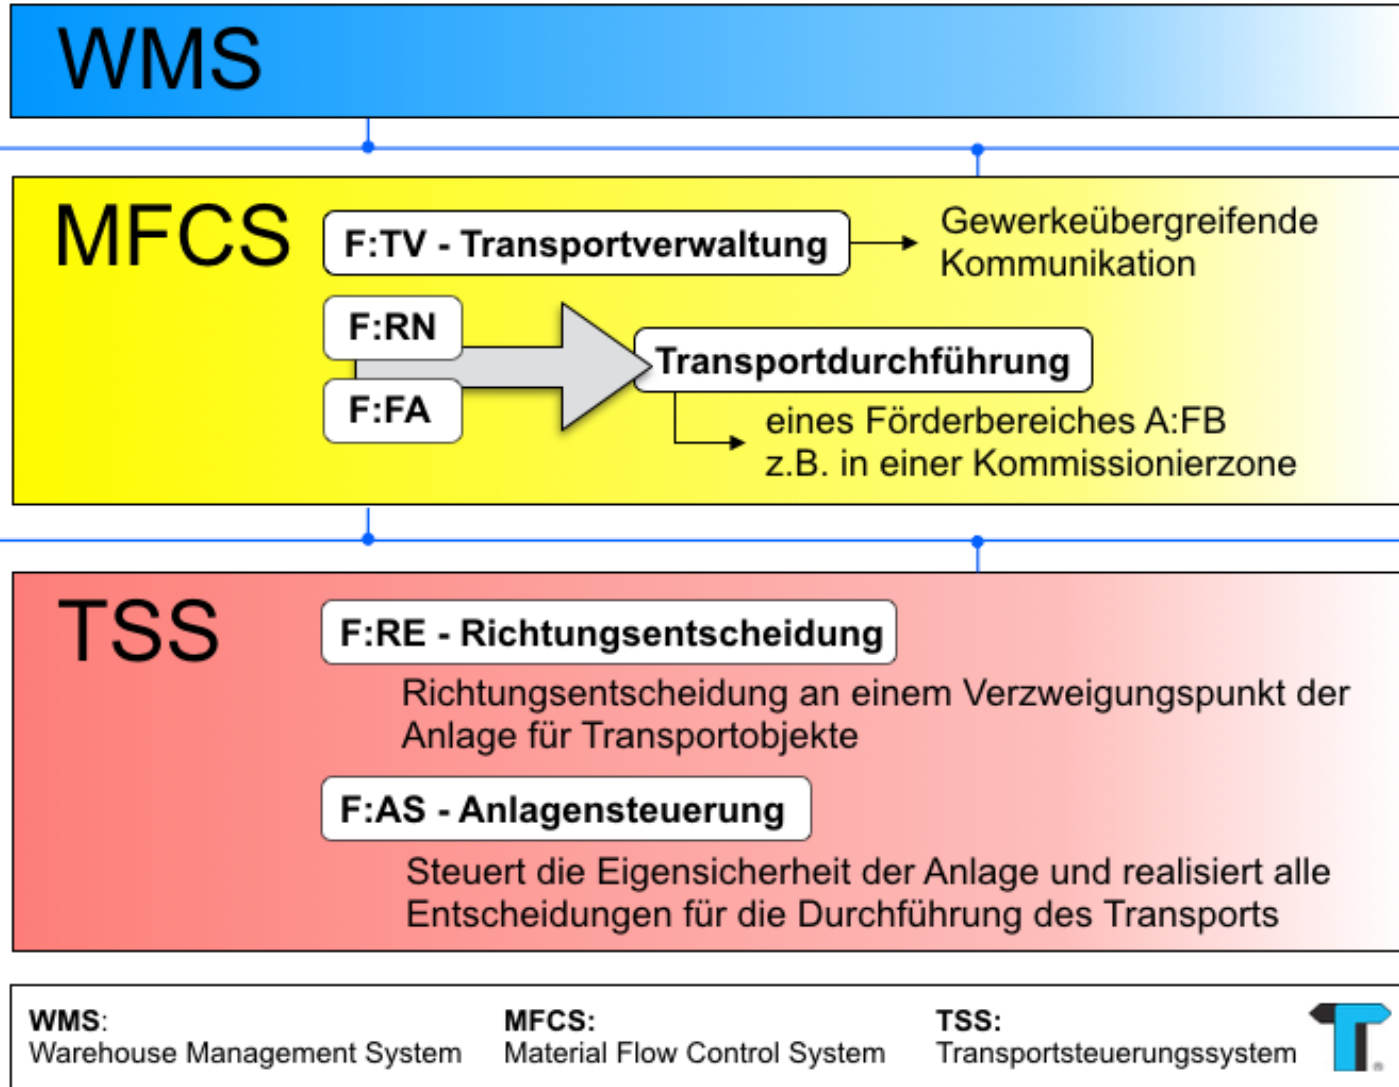 WMS
MFCS
F:TV - Transportverwaltung
Gewerkeübergreifende
Kommunikation
F:RN
F:FA
Transportdurchführung
eines Förderbereiches A:FB
z.B. in einer Kommissionierzone
TSS
F:RE - Richtungsentscheidung
Richtungsentscheidung an einem Verzweigungspunkt der
Anlage für Transportobjekte
F:AS - Anlagensteuerung
Steuert die Eigensicherheit der Anlage und realisiert alle
Entscheidungen für die Durchführung des Transports
WMS:
Warehouse Management System
MFCS:
Material Flow Control System
TSS:
Transportsteuerungssystem